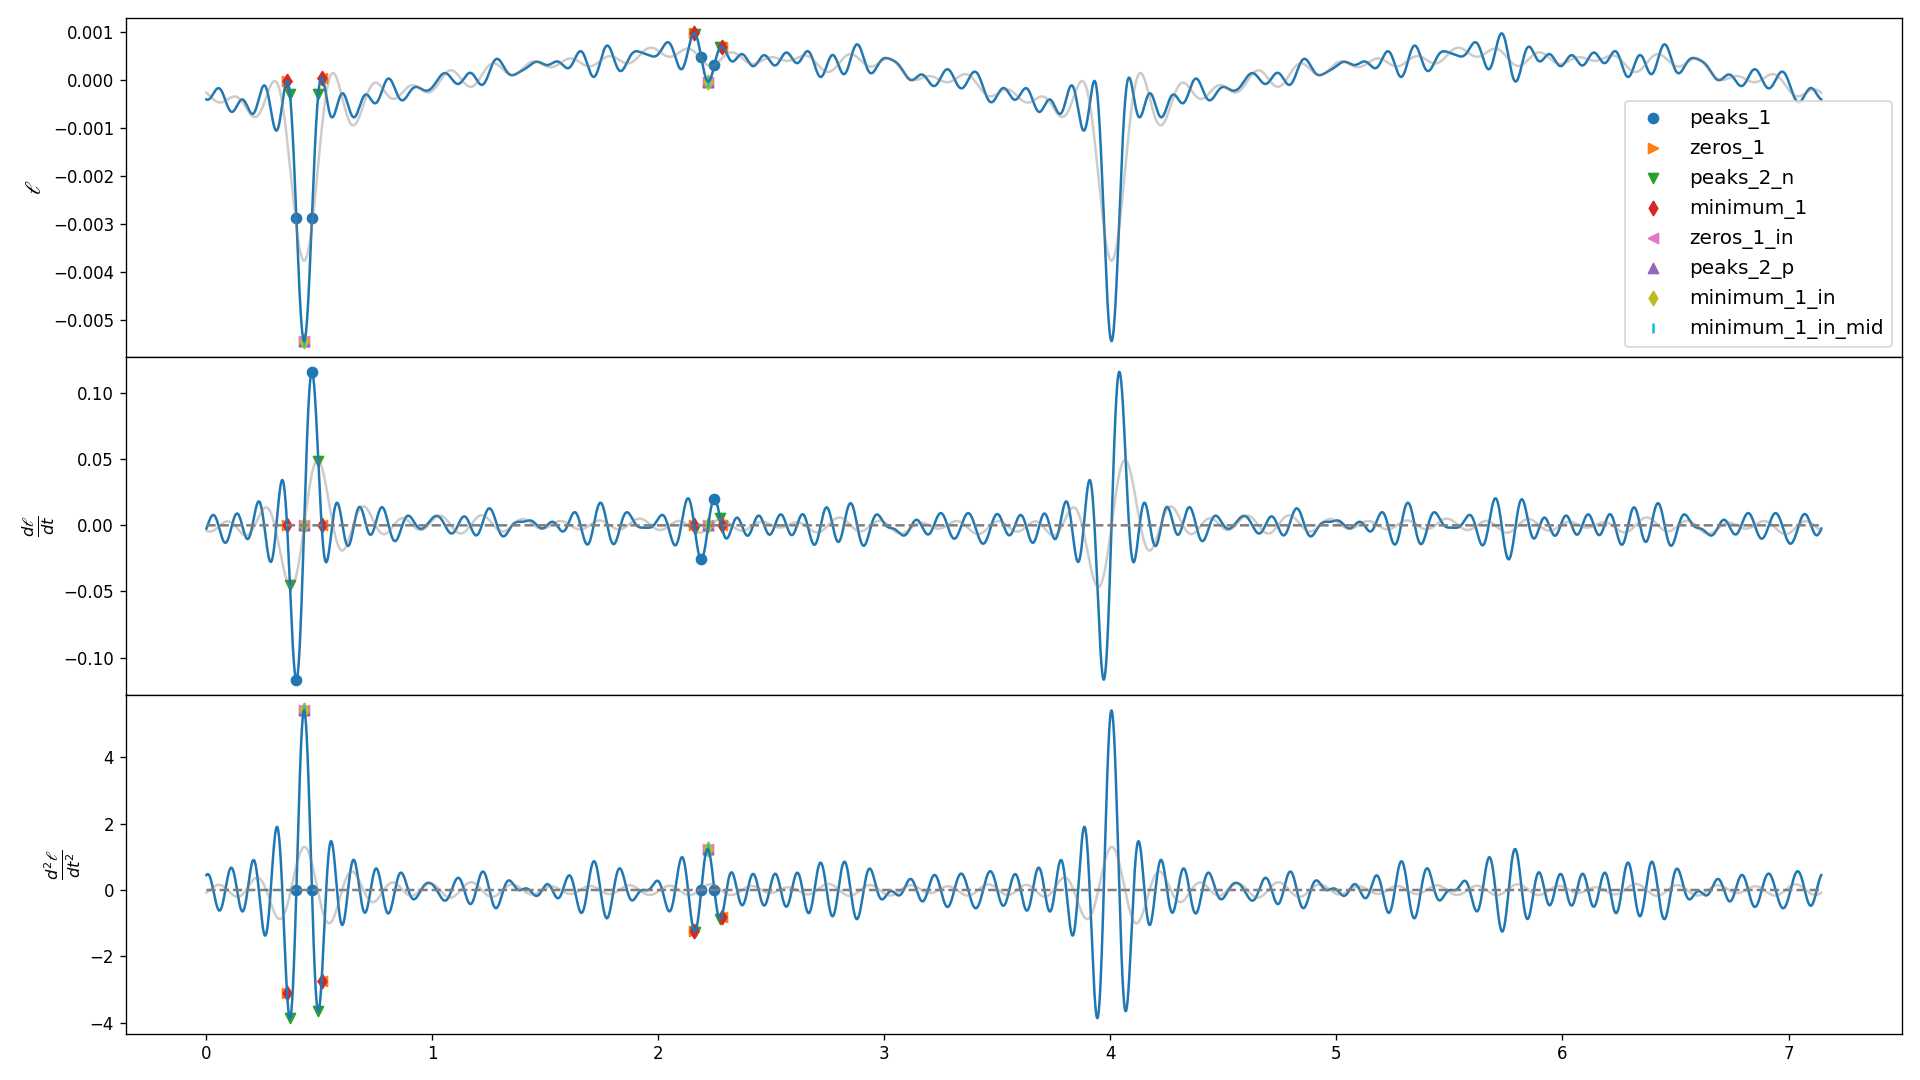 0.001
0.000
−0.001
−0.002
−0.003
−0.004
−0.005
ℓ
peaks_1
zeros_1
peaks_2_n
minimum_1
zeros_1_in
peaks_2_p
minimum_1_in
minimum_1_in_mid
0.10
0.05
0.00
−0.05
−0.10
dℓ
dt
4
2
0
−2
−4
d²ℓ
dt²
0 1 2 3 4 5 6 7